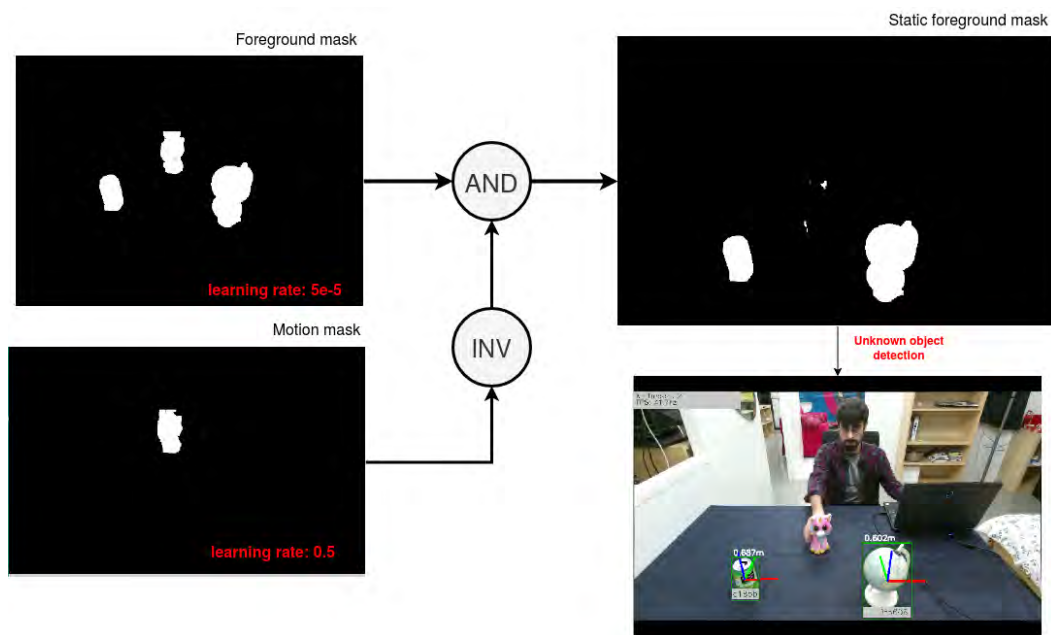 Foreground mask
Static foreground mask
learning rate: 5e-5
AND
Motion mask
INV
Unknown object
detection
learning rate: 0.5
0.687m
0.602m